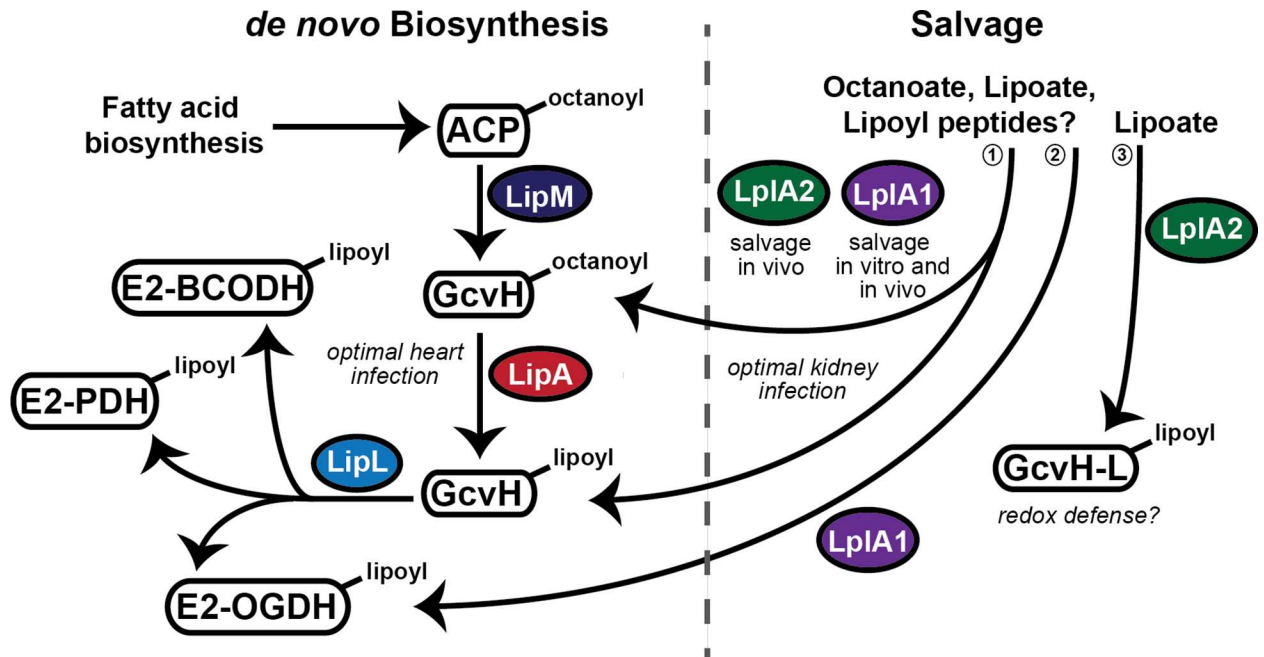 de novo Biosynthesis
Fatty acid
biosynthesis
octanoyl
ACP
LipM
octanoyl
GcvH
lipoyl
E2-BCODH
optimal heart
infection
LipA
lipoyl
E2-PDH
LipL
lipoyl
GcvH
lipoyl
E2-OGDH
Salvage
Octanoate, Lipoate,
Lipoyl peptides?
Lipoate
① ② ③
LplA2
salvage
in vivo
LplA1
salvage
in vitro and
in vivo
LplA2
optimal kidney
infection
LplA1
lipoyl
GcvH-L
redox defense?